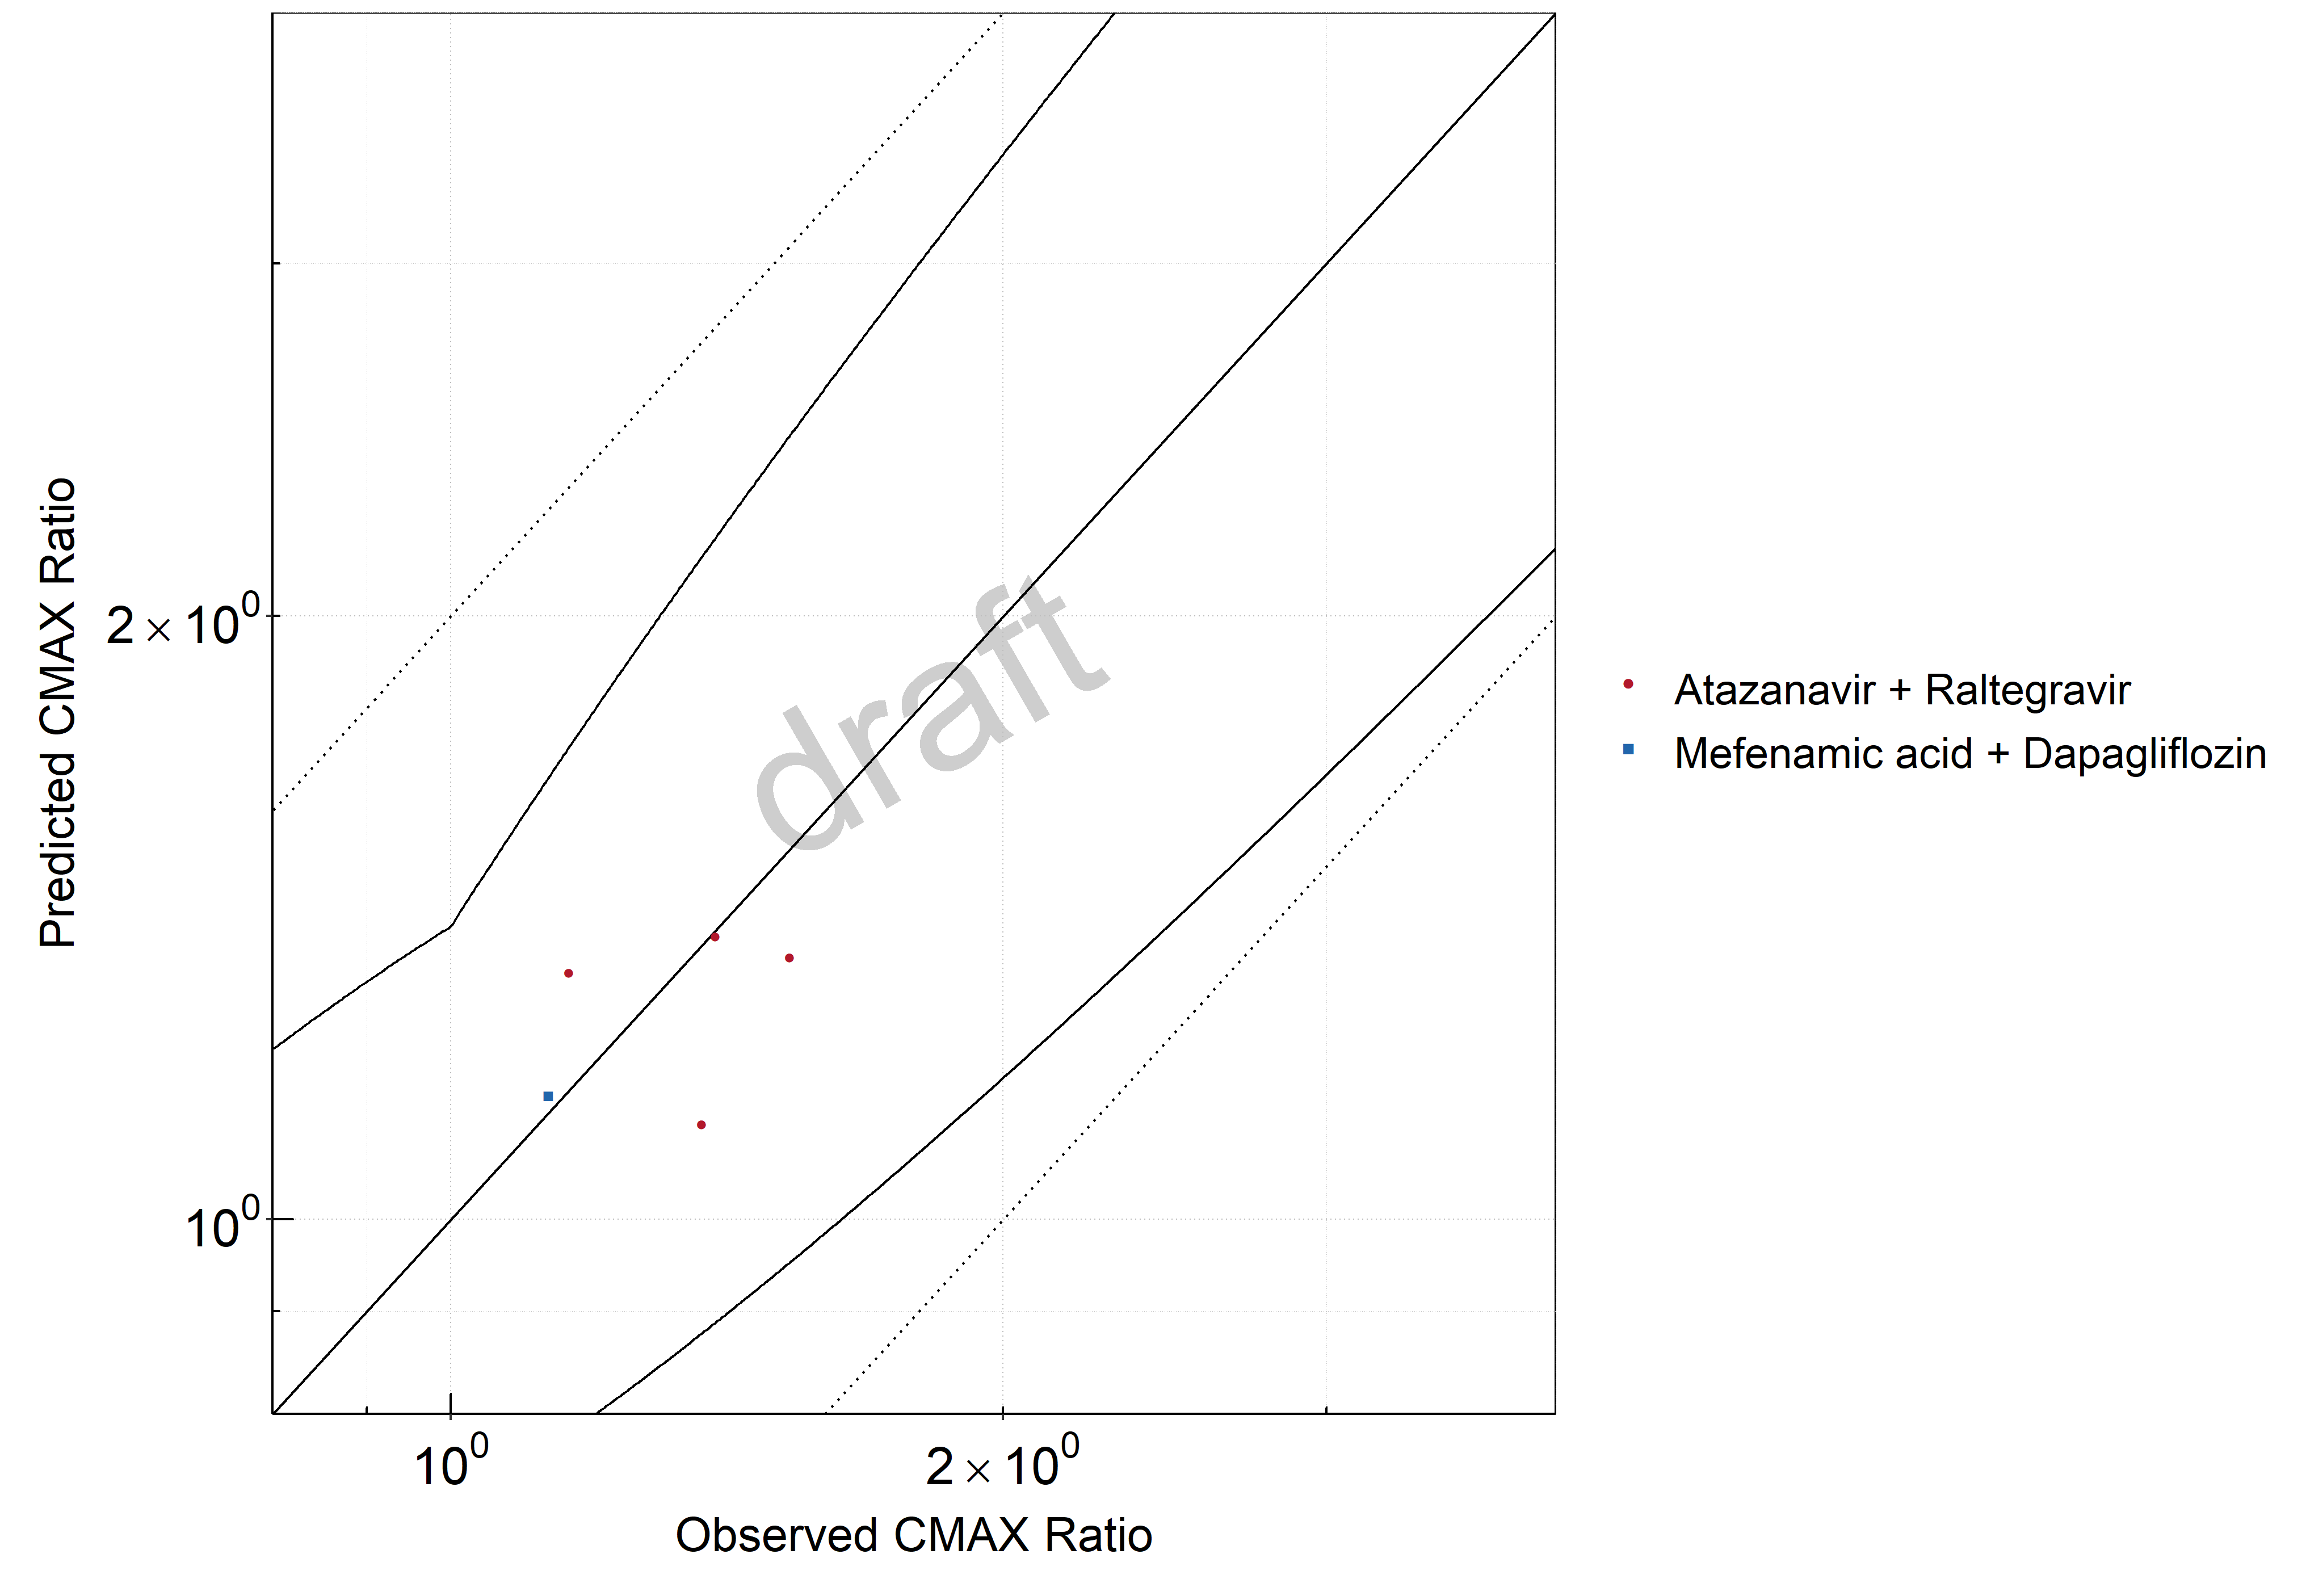 Predicted CMAX Ratio
2×10⁰
10⁰
draft
10⁰
2×10⁰
Observed CMAX Ratio
Atazanavir + Raltegravir
Mefenamic acid + Dapagliflozin